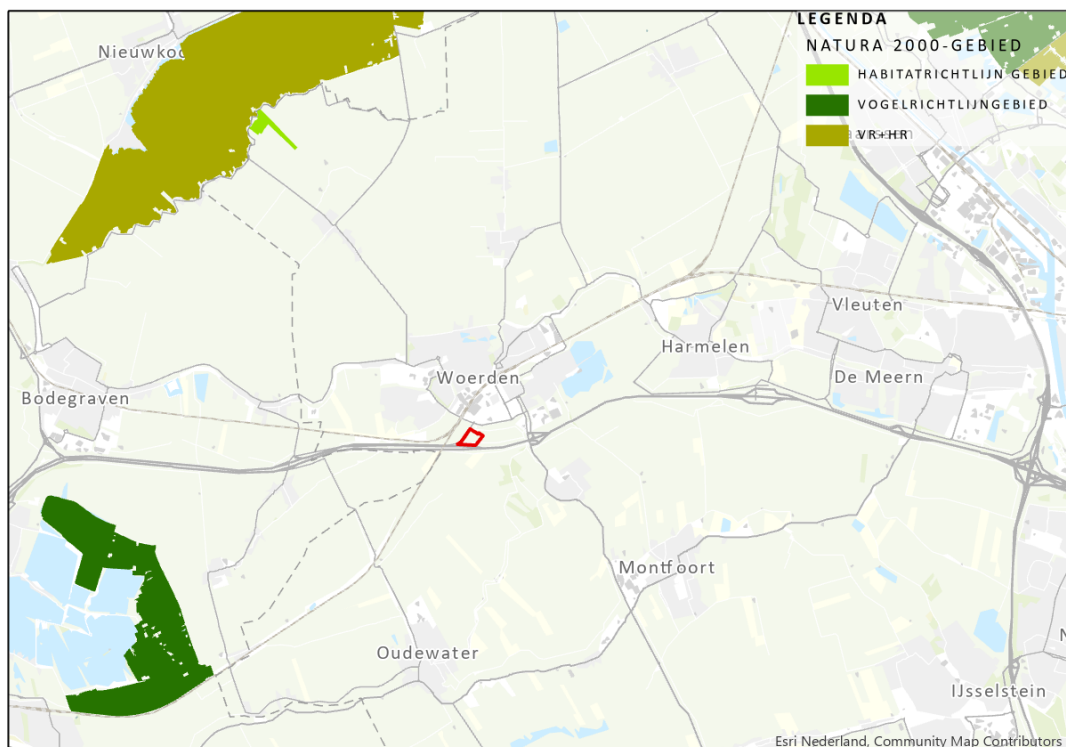 LEGENDA
NATURA 2000-GEBIED
HABITATRICHTLIJN GEBIED
VOGELRICHTLIJNGEBIED
VR+HR
Nieuwkoo
aarssen
Vleuten
Harmelen
De Meern
Woerden
Bodegraven
Montfoort
Oudewater
IJsselstein
N
Esri Nederland, Community Map Contributors